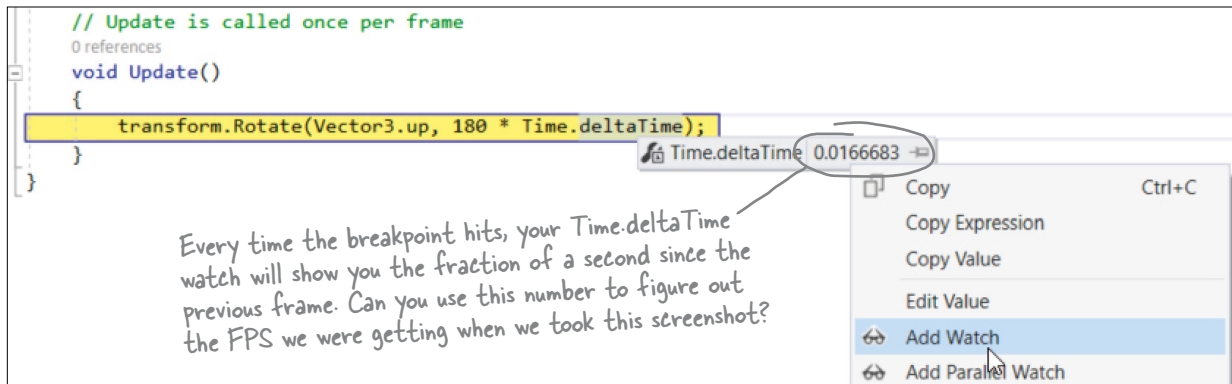 // Update is called once per frame
0 references
void Update()
{
transform.Rotate(Vector3.up, 180 * Time.deltaTime);
}
}
Time.deltaTime 0.0166683
Copy Ctrl+C
Copy Expression
Copy Value
Edit Value
Add Watch
Add Parallel Watch
Every time the breakpoint hits, your Time.deltaTime
watch will show you the fraction of a second since the
previous frame. Can you use this number to figure out
the FPS we were getting when we took this screenshot?